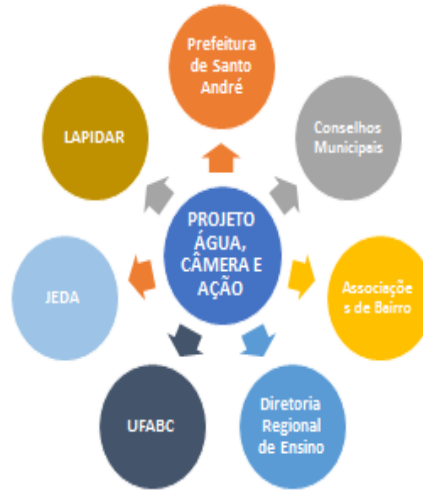 Prefeitura
de Santo
André
Conselhos
Municipais
Associaçõe
s de Bairro
Diretoria
Regional
de Ensino
UFABC
JEDA
LAPIDAR
PROJETO
ÁGUA,
CÂMERA E
AÇÃO